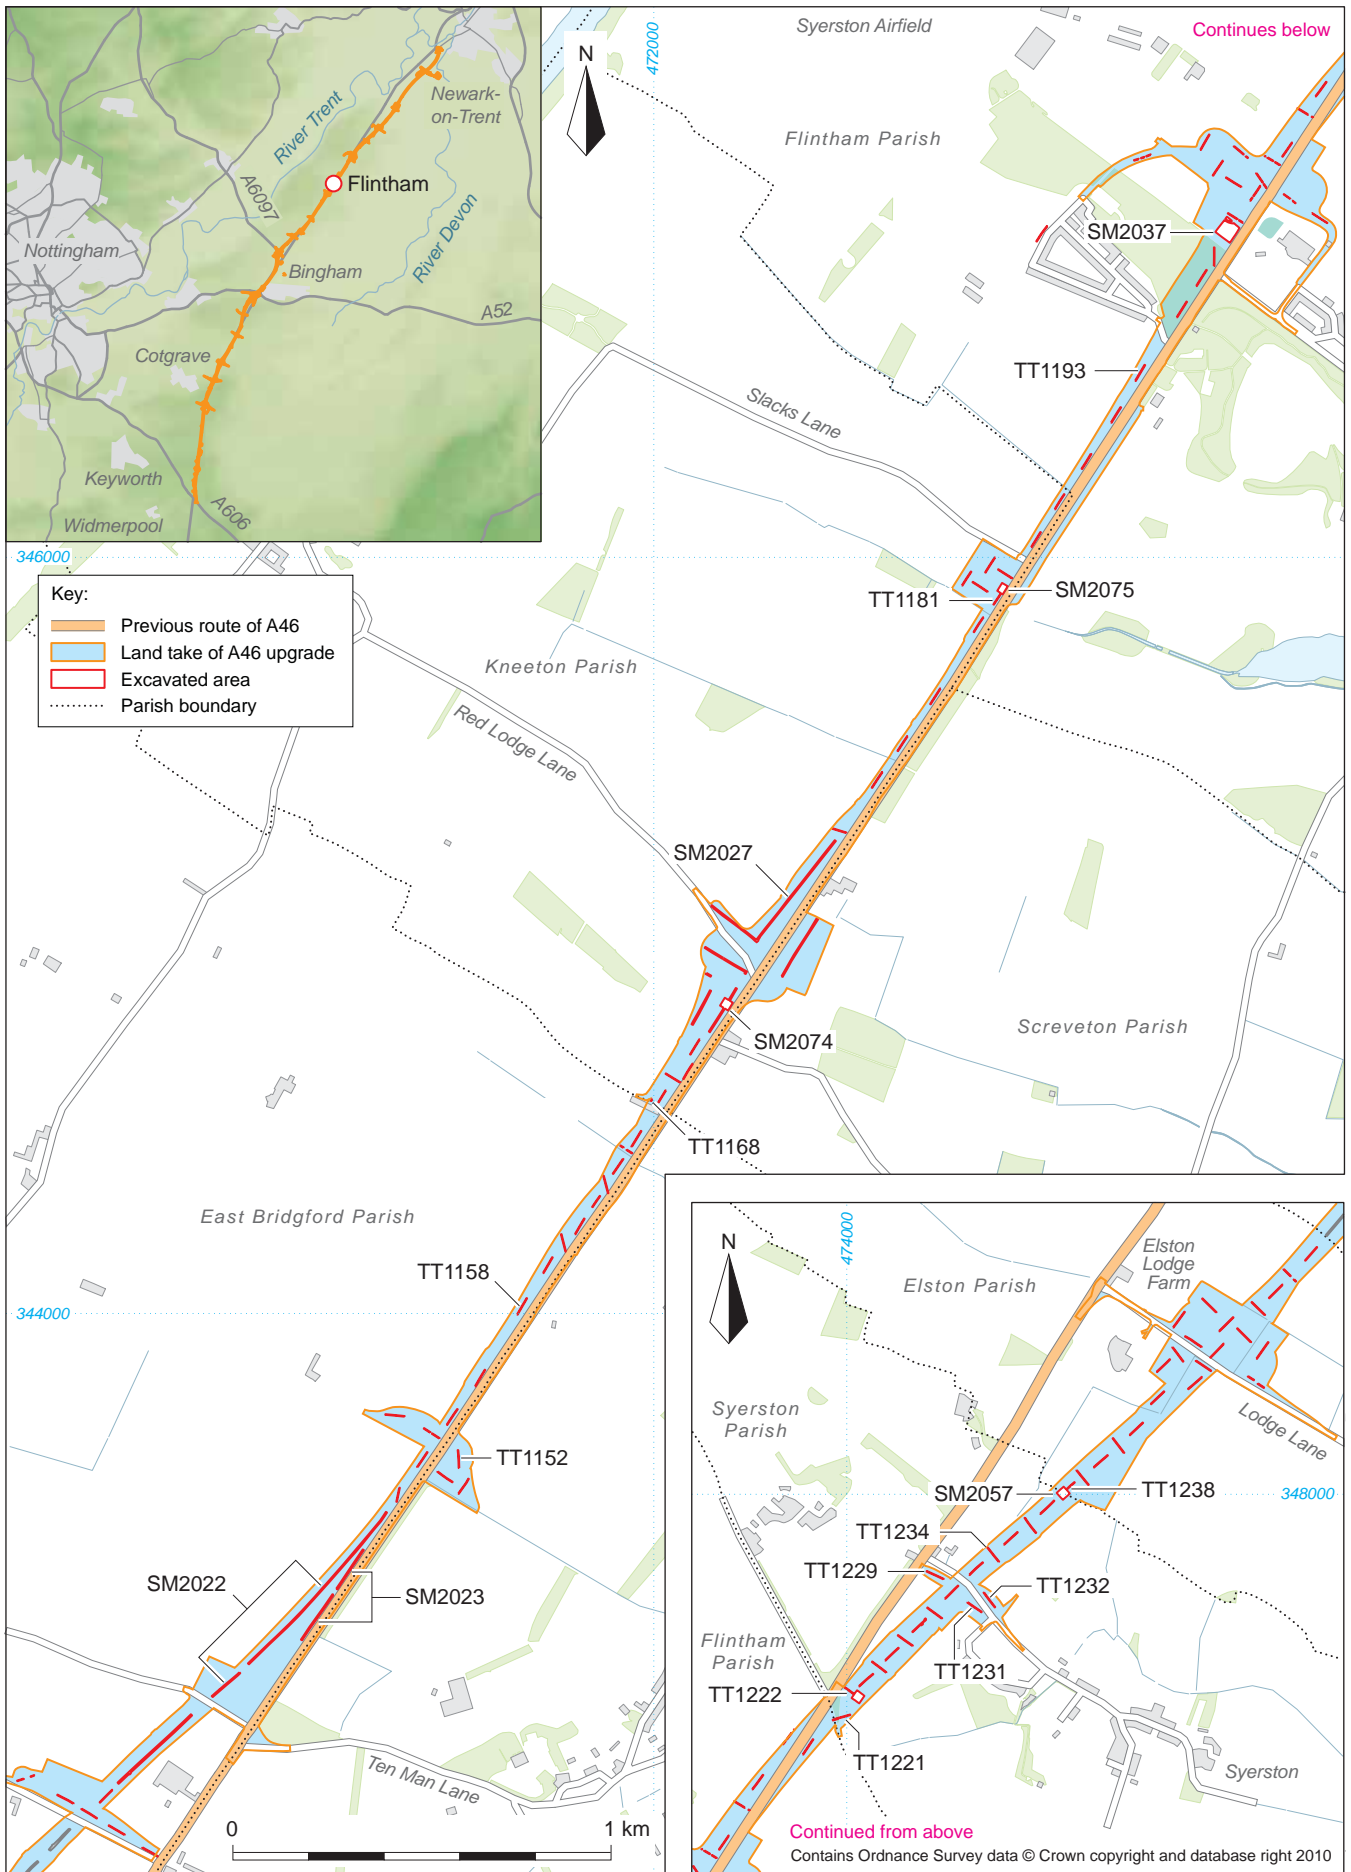 Syerston Airfield
Continues below
472000
N
Flintham Parish
River Trent
Newark-
on-Trent
A6097
Flintham
River Devon
Nottingham
Bingham
A52
Cotgrave
Keyworth
A606
Widmerpool
SM2037
TT1193
Slacks Lane
346000
TT1181
SM2075
Key:
Previous route of A46
Land take of A46 upgrade
Excavated area
Parish boundary
Kneeton Parish
Red Lodge Lane
SM2027
Screveton Parish
SM2074
TT1168
East Bridgford Parish
TT1158
344000
TT1152
SM2022
SM2023
Ten Man Lane
0
1 km
N
474000
Elston Parish
Elston
Lodge
Farm
Syerston
Parish
Lodge Lane
SM2057
TT1238
348000
TT1234
TT1229
TT1232
Flintham
Parish
TT1231
TT1222
TT1221
Syerston
Continued from above
Contains Ordnance Survey data © Crown copyright and database right 2010